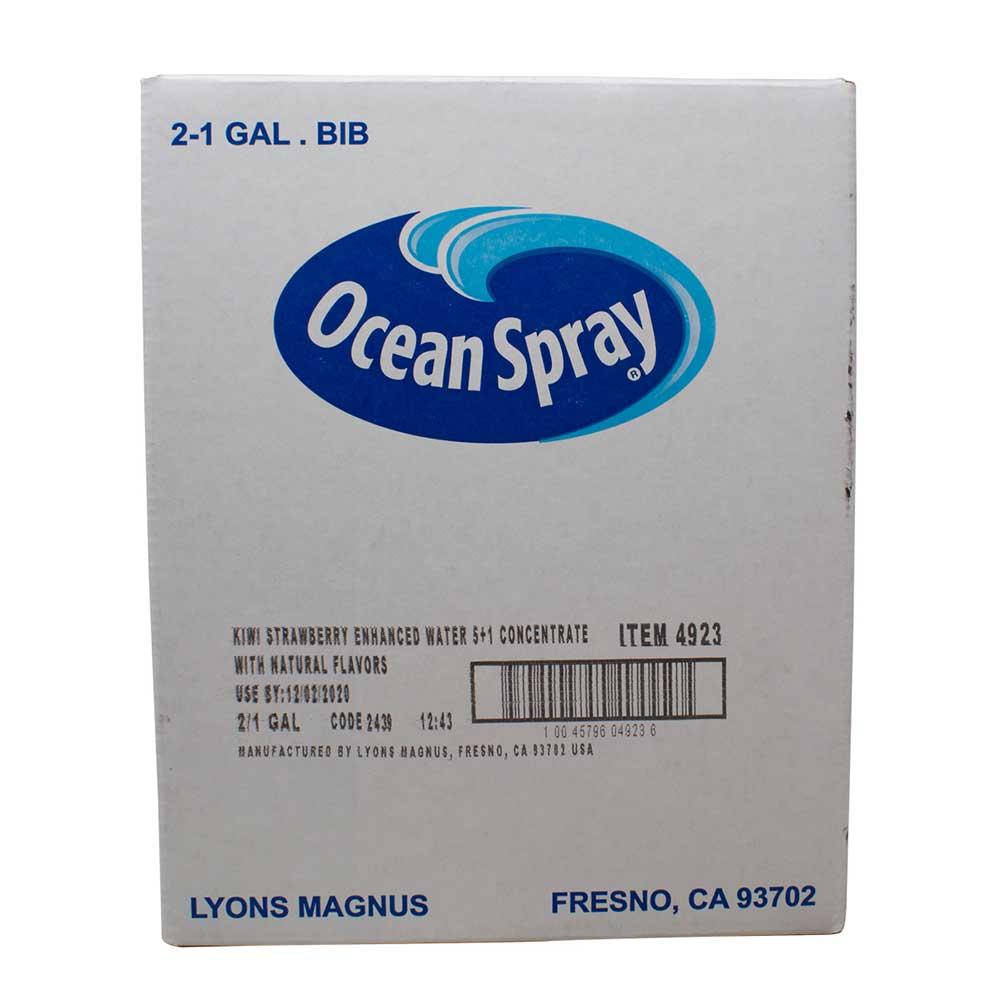 2-1 GAL . BIB
Ocean Spray®
KIWI STRAWBERRY ENHANCED WATER 5+1 CONCENTRATE ITEM 4923
WITH NATURAL FLAVORS
USE BY:12/02/2020
2/1 GAL CODE 2439 12:43
1 00 45796 04923 6
MANUFACTURED BY LYONS MAGNUS, FRESNO, CA 93702 USA
LYONS MAGNUS FRESNO, CA 93702